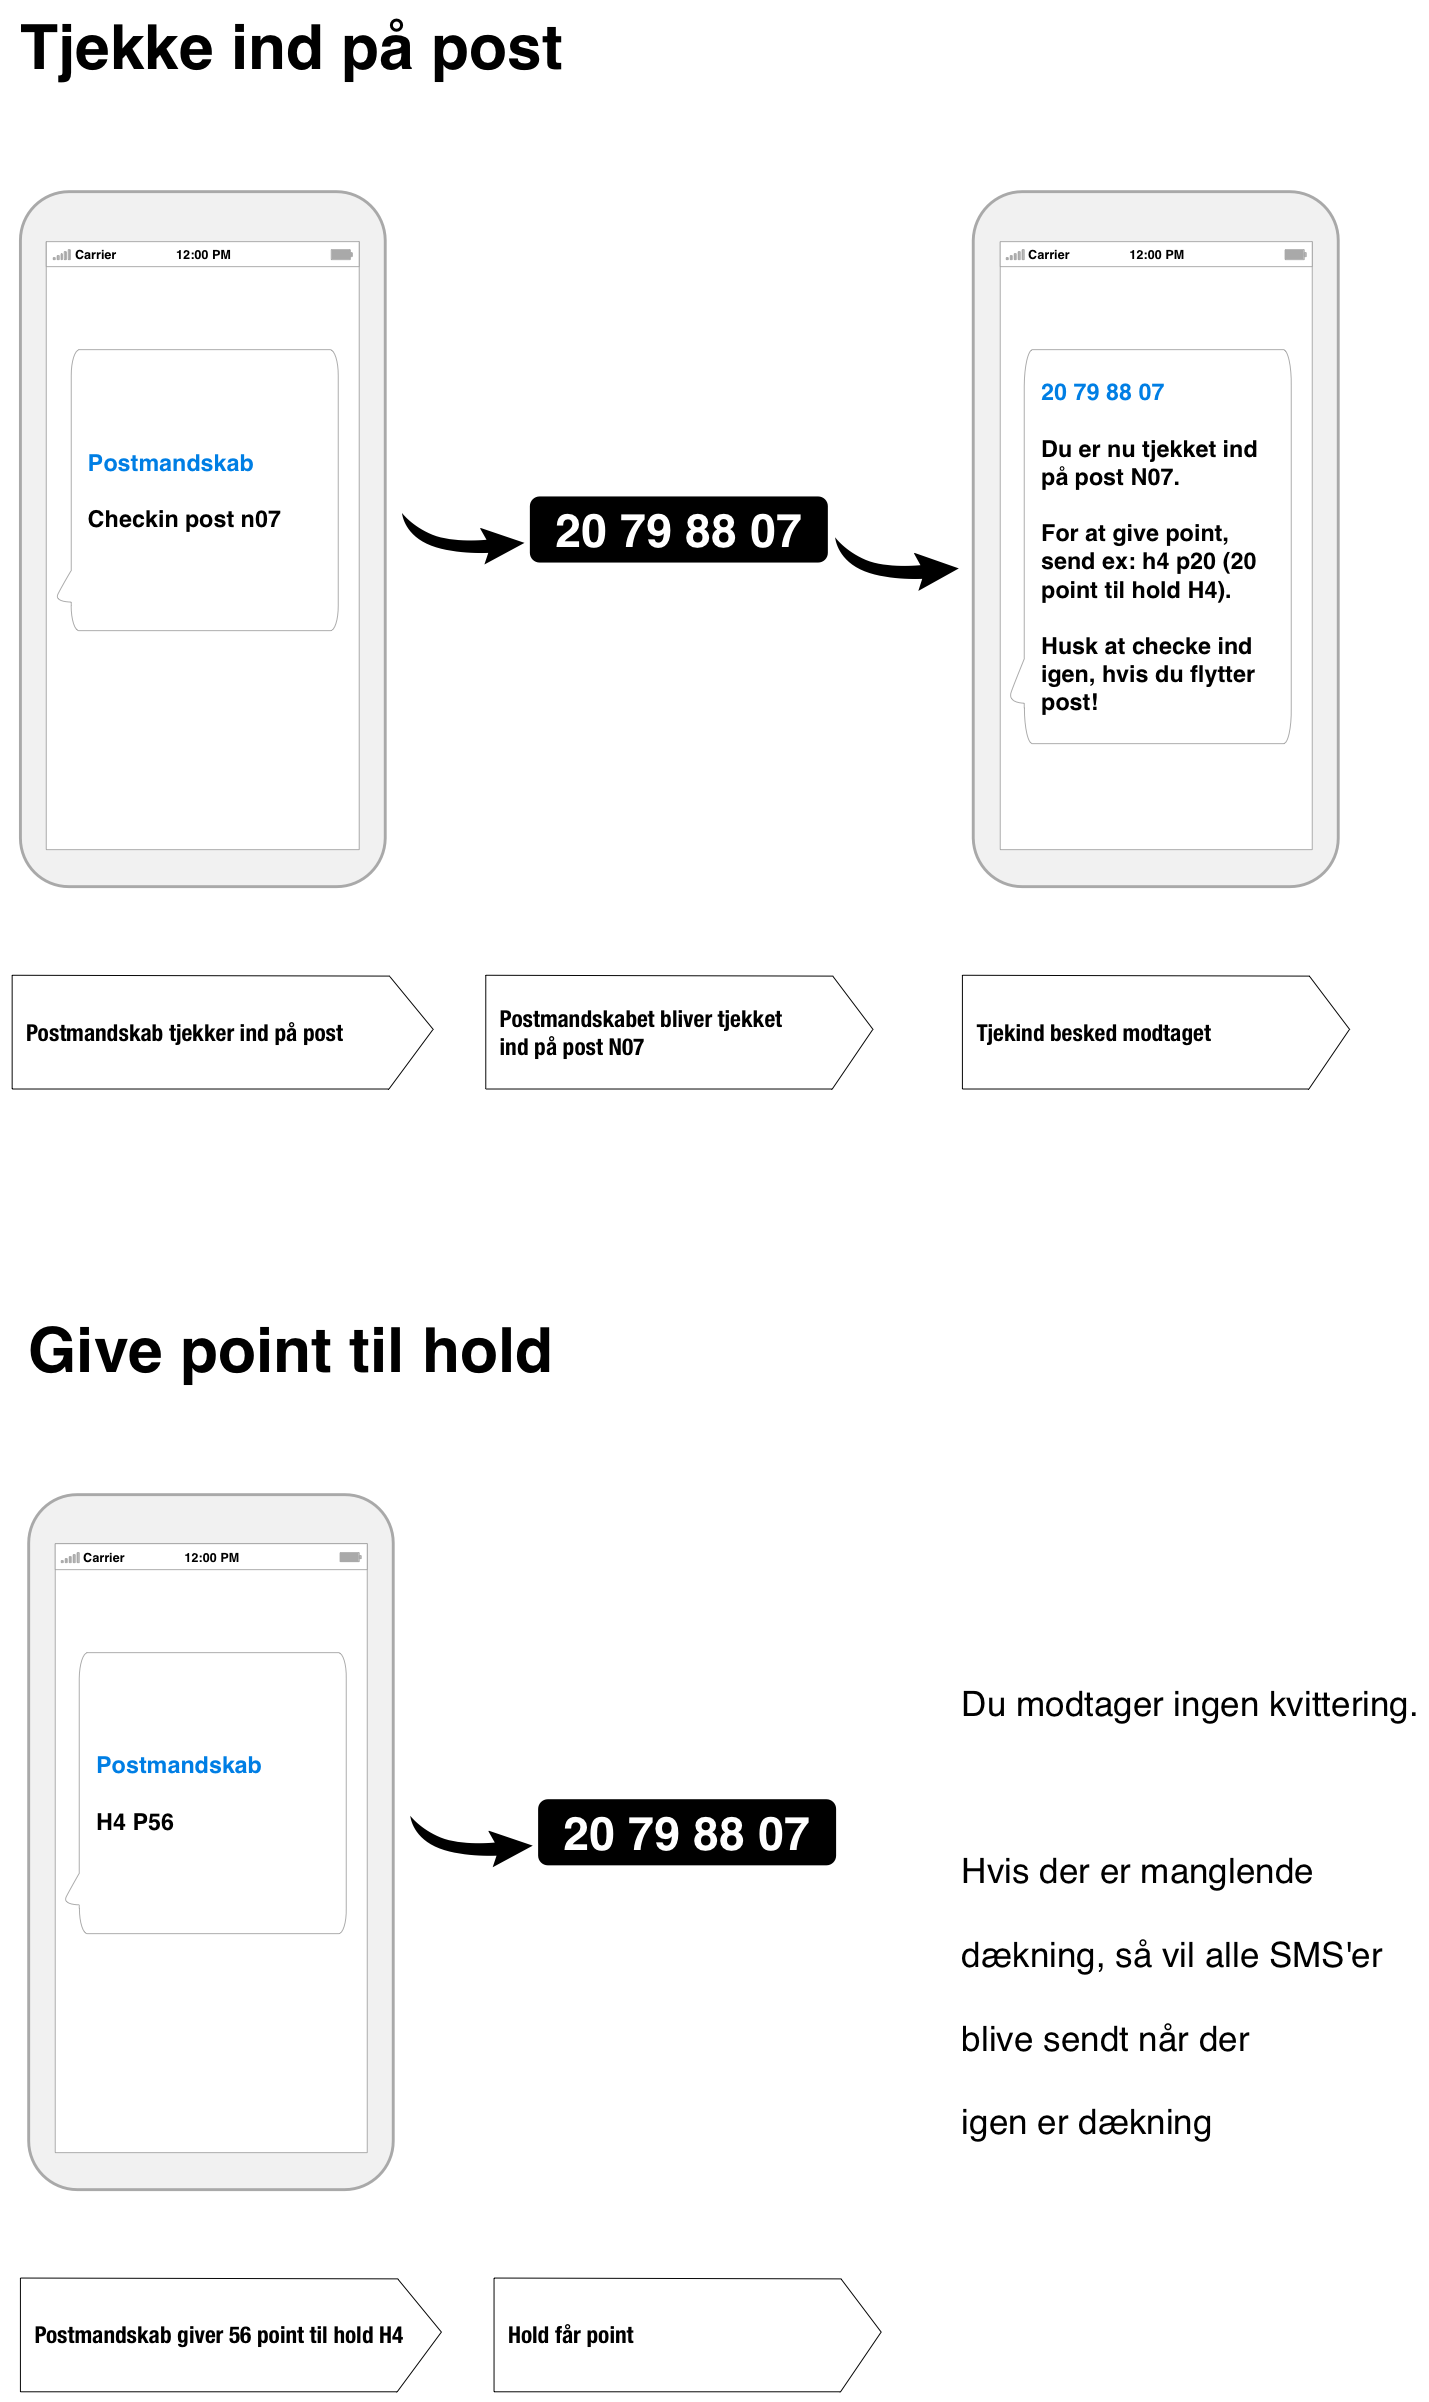 Tjekke ind på post
Carrier 12:00 PM
Postmandskab
Checkin post n07
20 79 88 07
Carrier 12:00 PM
20 79 88 07
Du er nu tjekket ind
på post N07.
For at give point,
send ex: h4 p20 (20
point til hold H4).
Husk at checke ind
igen, hvis du flytter
post!
Postmandskab tjekker ind på post
Postmandskabet bliver tjekket
ind på post N07
Tjekind besked modtaget
Give point til hold
Carrier 12:00 PM
Postmandskab
H4 P56
20 79 88 07
Du modtager ingen kvittering.
Hvis der er manglende
dækning, så vil alle SMS'er
blive sendt når der
igen er dækning
Postmandskab giver 56 point til hold H4
Hold får point